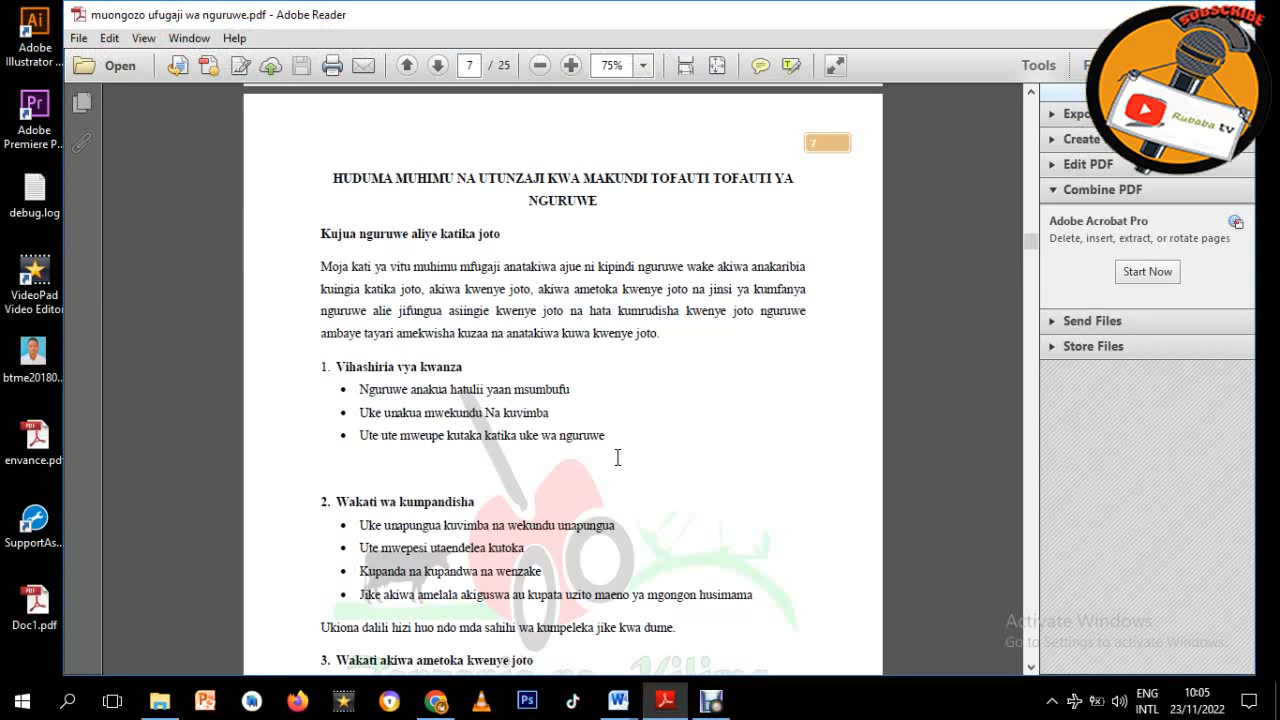 Adobe Illustrator ...
Adobe Premiere P...
debug.log
VideoPad Video Editor
btme20180...
envance.pdf
SupportAs...
Doc1.pdf
muongozo ufugaji wa nguruwe.pdf - Adobe Reader
File Edit View Window Help
Open 7 / 25 75% Tools
SUBSCRIBE
Rubaba tv
7
HUDUMA MUHIMU NA UTUNZAJI KWA MAKUNDI TOFAUTI TOFAUTI YA
NGURUWE
Kujua nguruwe aliye katika joto
Moja kati ya vitu muhimu mfugaji anatakiwa ajue ni kipindi nguruwe wake akiwa anakaribia
kuingia katika joto, akiwa kwenye joto, akiwa ametoka kwenye joto na jinsi ya kumfanya
nguruwe alie jifungua asiingie kwenye joto na hata kumrudisha kwenye joto nguruwe
ambaye tayari amekwisha kuzaa na anatakiwa kuwa kwenye joto.
1. Vihashiria vya kwanza
• Nguruwe anakua hatulii yaan msumbufu
• Uke unakua mwekundu Na kuvimba
• Ute ute mweupe kutaka katika uke wa nguruwe
2. Wakati wa kumpandisha
• Uke unapungua kuvimba na wekundu unapungua
• Ute mwepesi utaendelea kutoka
• Kupanda na kupandwa na wenzake
• Jike akiwa amelala akiguswa au kupata uzito maeno ya mgongon husimama
Ukiona dalili hizi huo ndo mda sahihi wa kumpeleka jike kwa dume.
3. Wakati akiwa ametoka kwenye joto
Create
Edit PDF
Combine PDF
Adobe Acrobat Pro
Delete, insert, extract, or rotate pages
Start Now
Send Files
Store Files
Activate Windows
Go to Settings to activate Windows.
ENG
INTL
10:05
23/11/2022